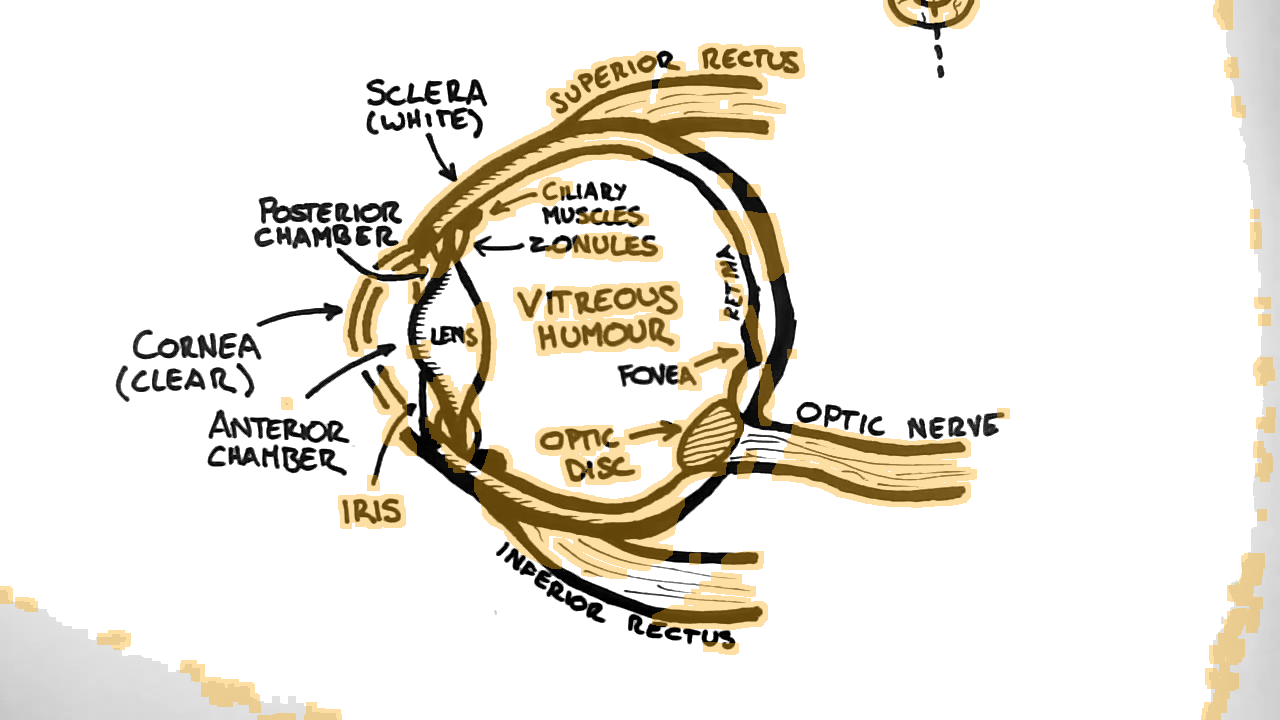 SUPERIOR RECTUS
SCLERA
(WHITE)
CILIARY
MUSCLES
POSTERIOR
CHAMBER
ZONULES
RETINA
VITREOUS
HUMOUR
LENS
CORNEA
(CLEAR)
FOVEA
ANTERIOR
CHAMBER
OPTIC NERVE
OPTIC
DISC
IRIS
INFERIOR RECTUS